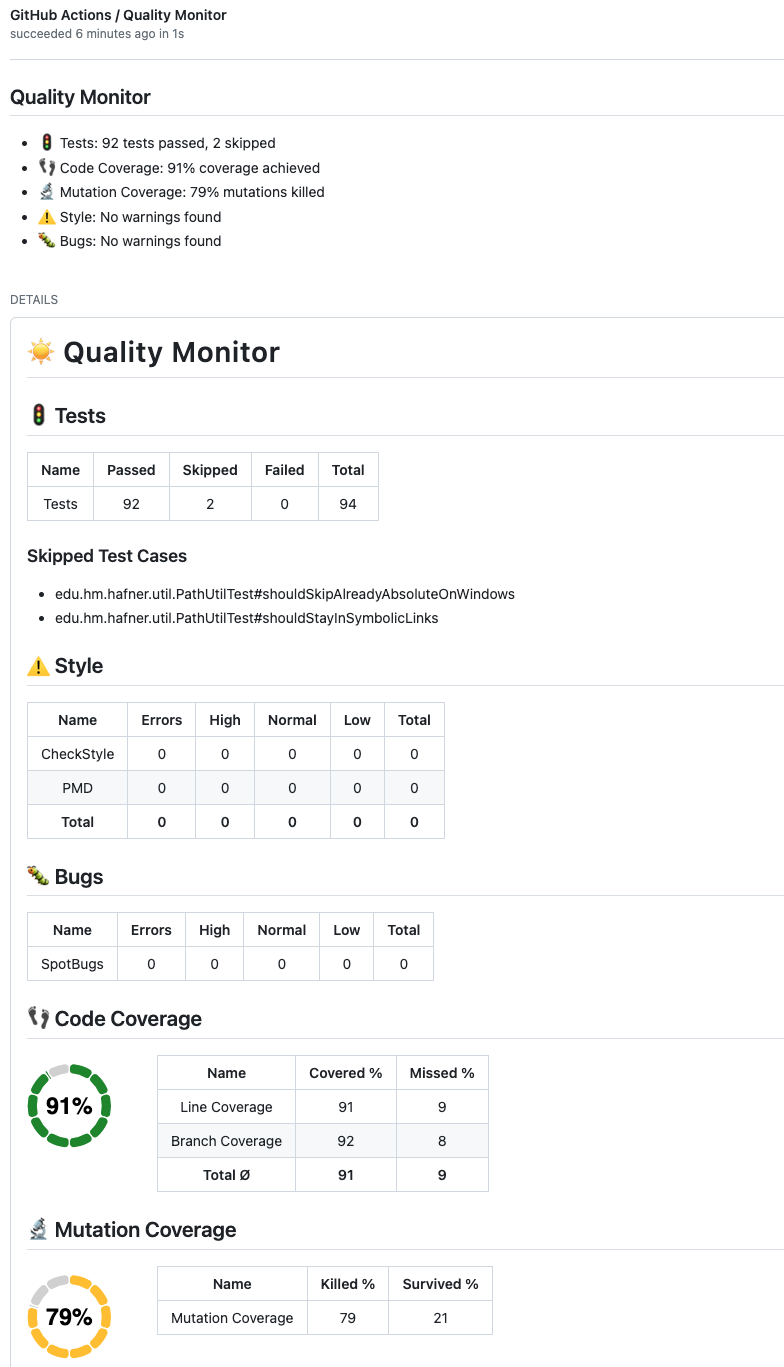 GitHub Actions / Quality Monitor
succeeded 6 minutes ago in 1s
Quality Monitor
🚦 Tests: 92 tests passed, 2 skipped
👣 Code Coverage: 91% coverage achieved
🔬 Mutation Coverage: 79% mutations killed
⚠️ Style: No warnings found
🐛 Bugs: No warnings found
DETAILS
☀️ Quality Monitor
🚦 Tests
Name Passed Skipped Failed Total
Tests 92 2 0 94
Skipped Test Cases
edu.hm.hafner.util.PathUtilTest#shouldSkipAlreadyAbsoluteOnWindows
edu.hm.hafner.util.PathUtilTest#shouldStayInSymbolicLinks
⚠️ Style
Name Errors High Normal Low Total
CheckStyle 0 0 0 0 0
PMD 0 0 0 0 0
Total 0 0 0 0 0
🐛 Bugs
Name Errors High Normal Low Total
SpotBugs 0 0 0 0 0
👣 Code Coverage
91%
Name Covered % Missed %
Line Coverage 91 9
Branch Coverage 92 8
Total Ø 91 9
🔬 Mutation Coverage
79%
Name Killed % Survived %
Mutation Coverage 79 21